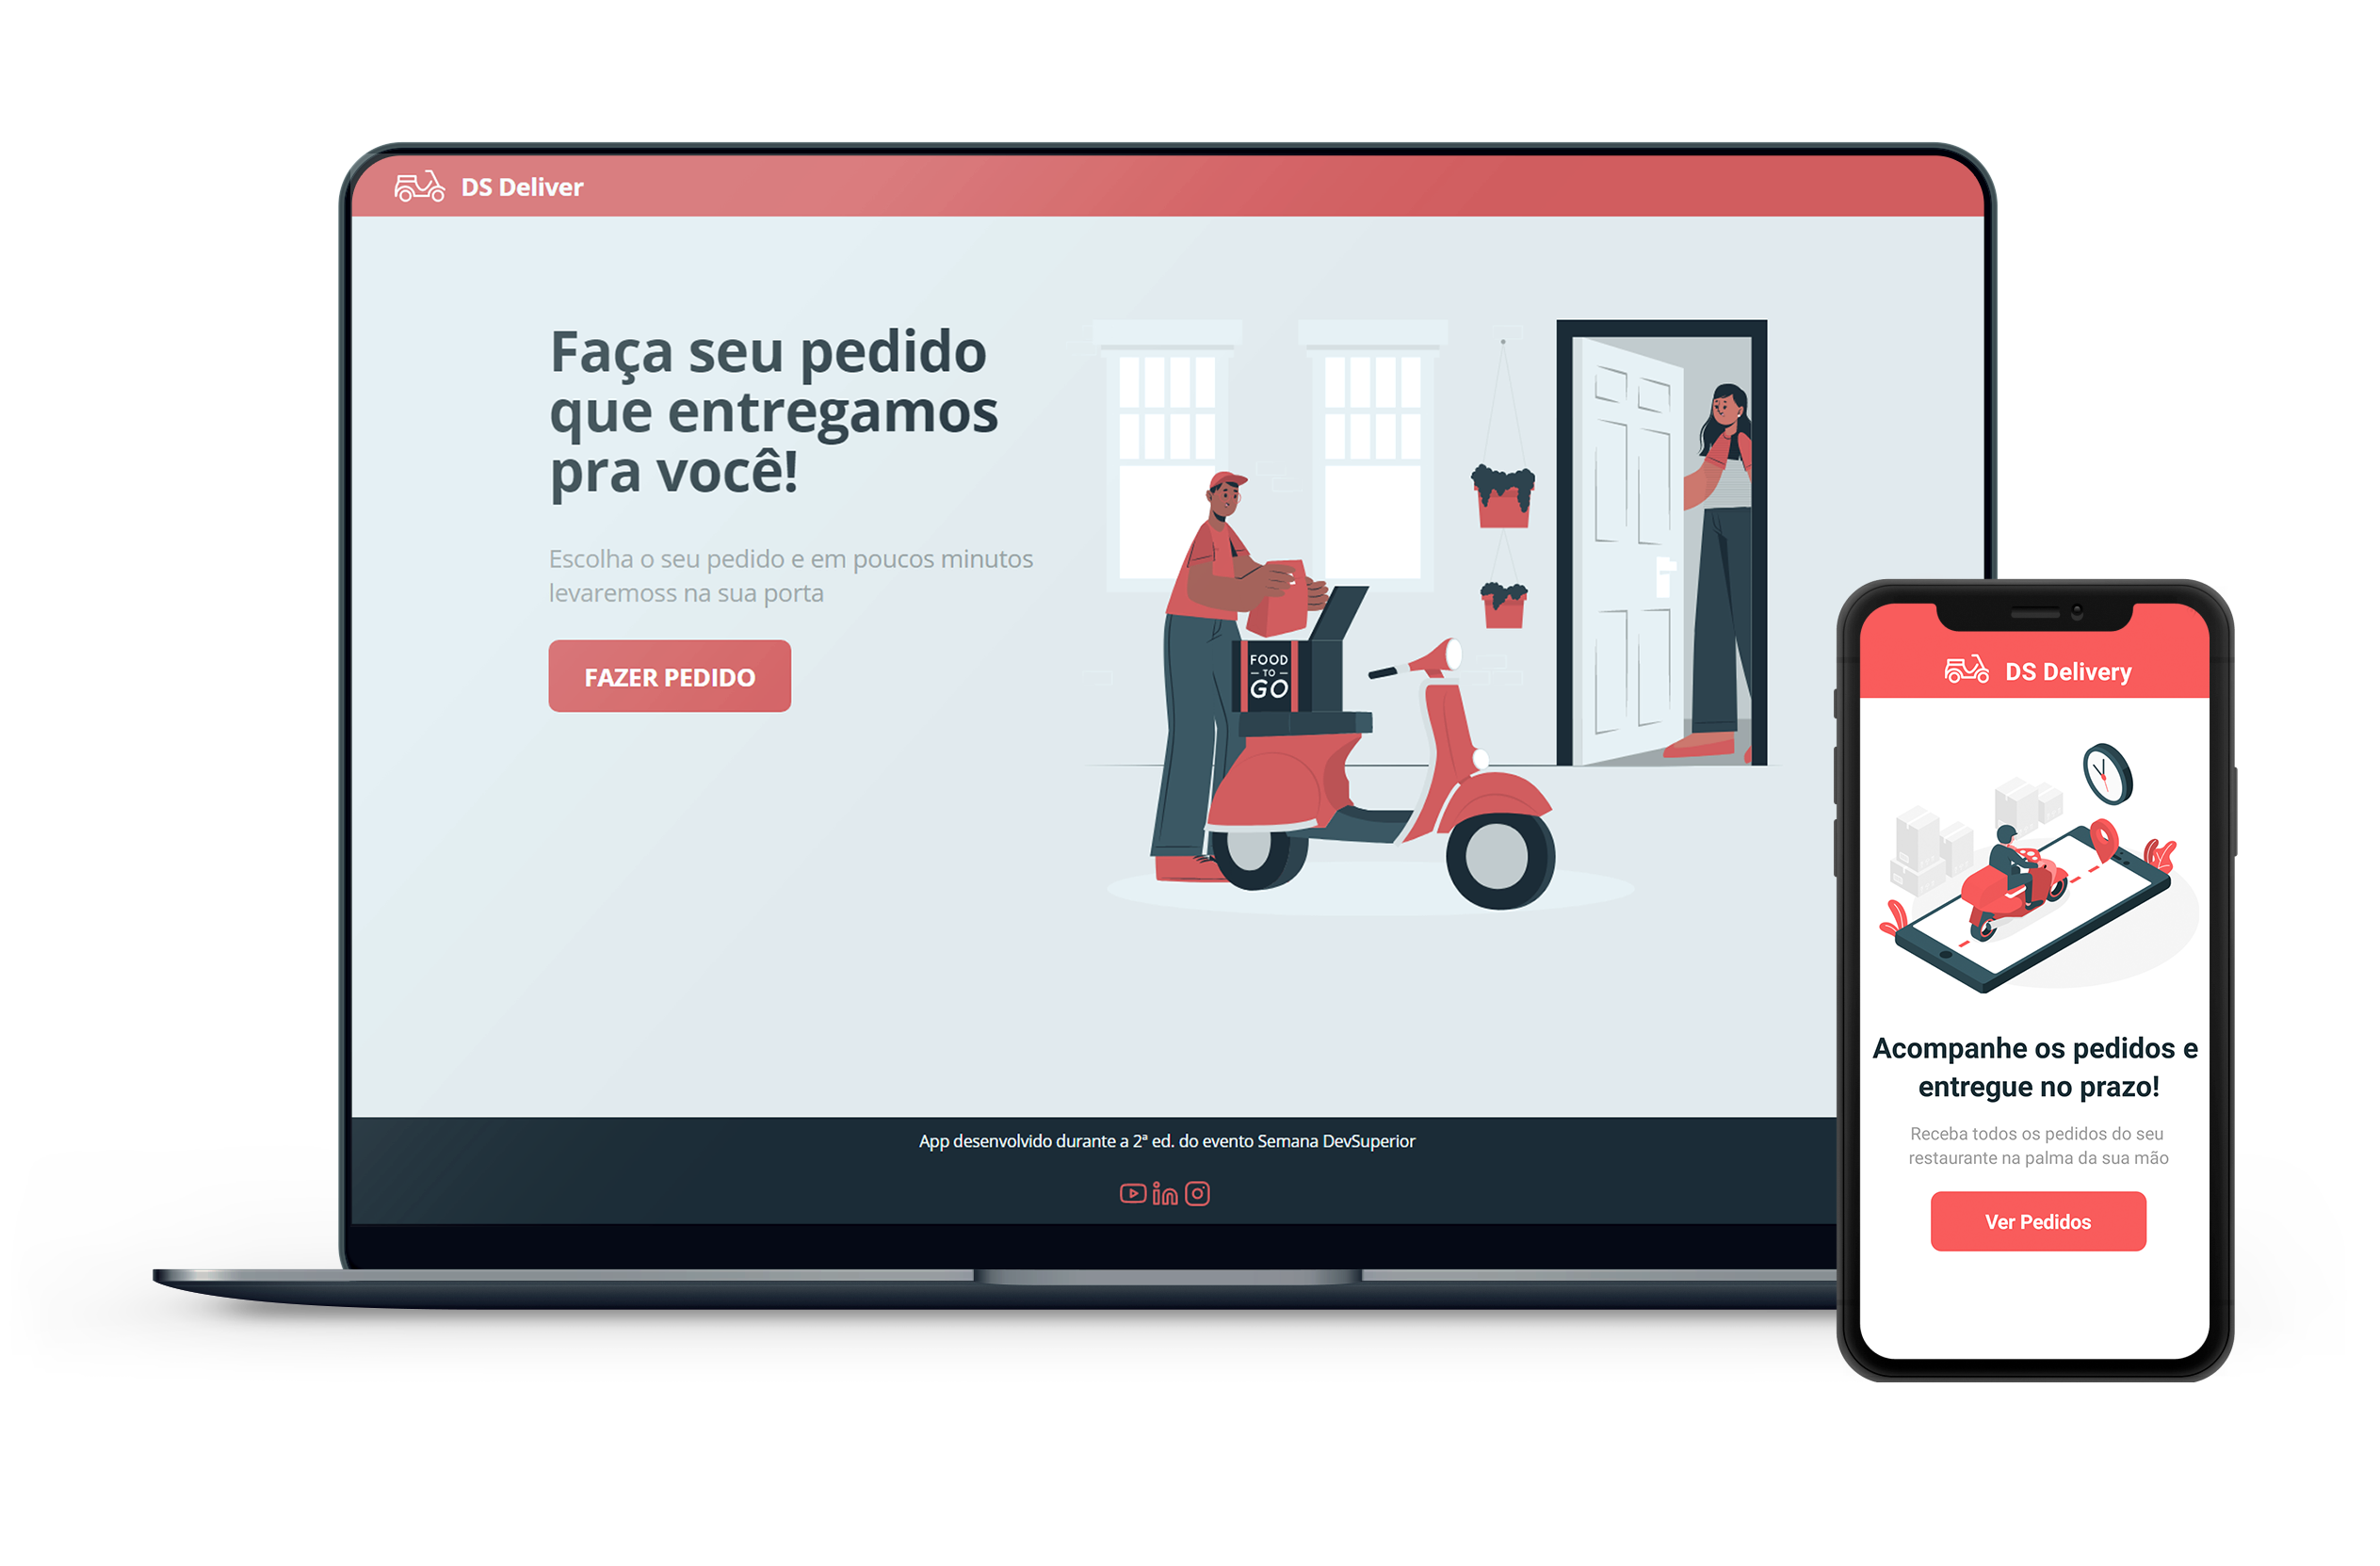 DS Deliver
Faça seu pedido
que entregamos
pra você!
Escolha o seu pedido e em poucos minutos
levaremoss na sua porta
FAZER PEDIDO
FOOD
TO
GO
App desenvolvido durante a 2ª ed. do evento Semana DevSuperior
DS Delivery
Acompanhe os pedidos e
entregue no prazo!
Receba todos os pedidos do seu
restaurante na palma da sua mão
Ver Pedidos